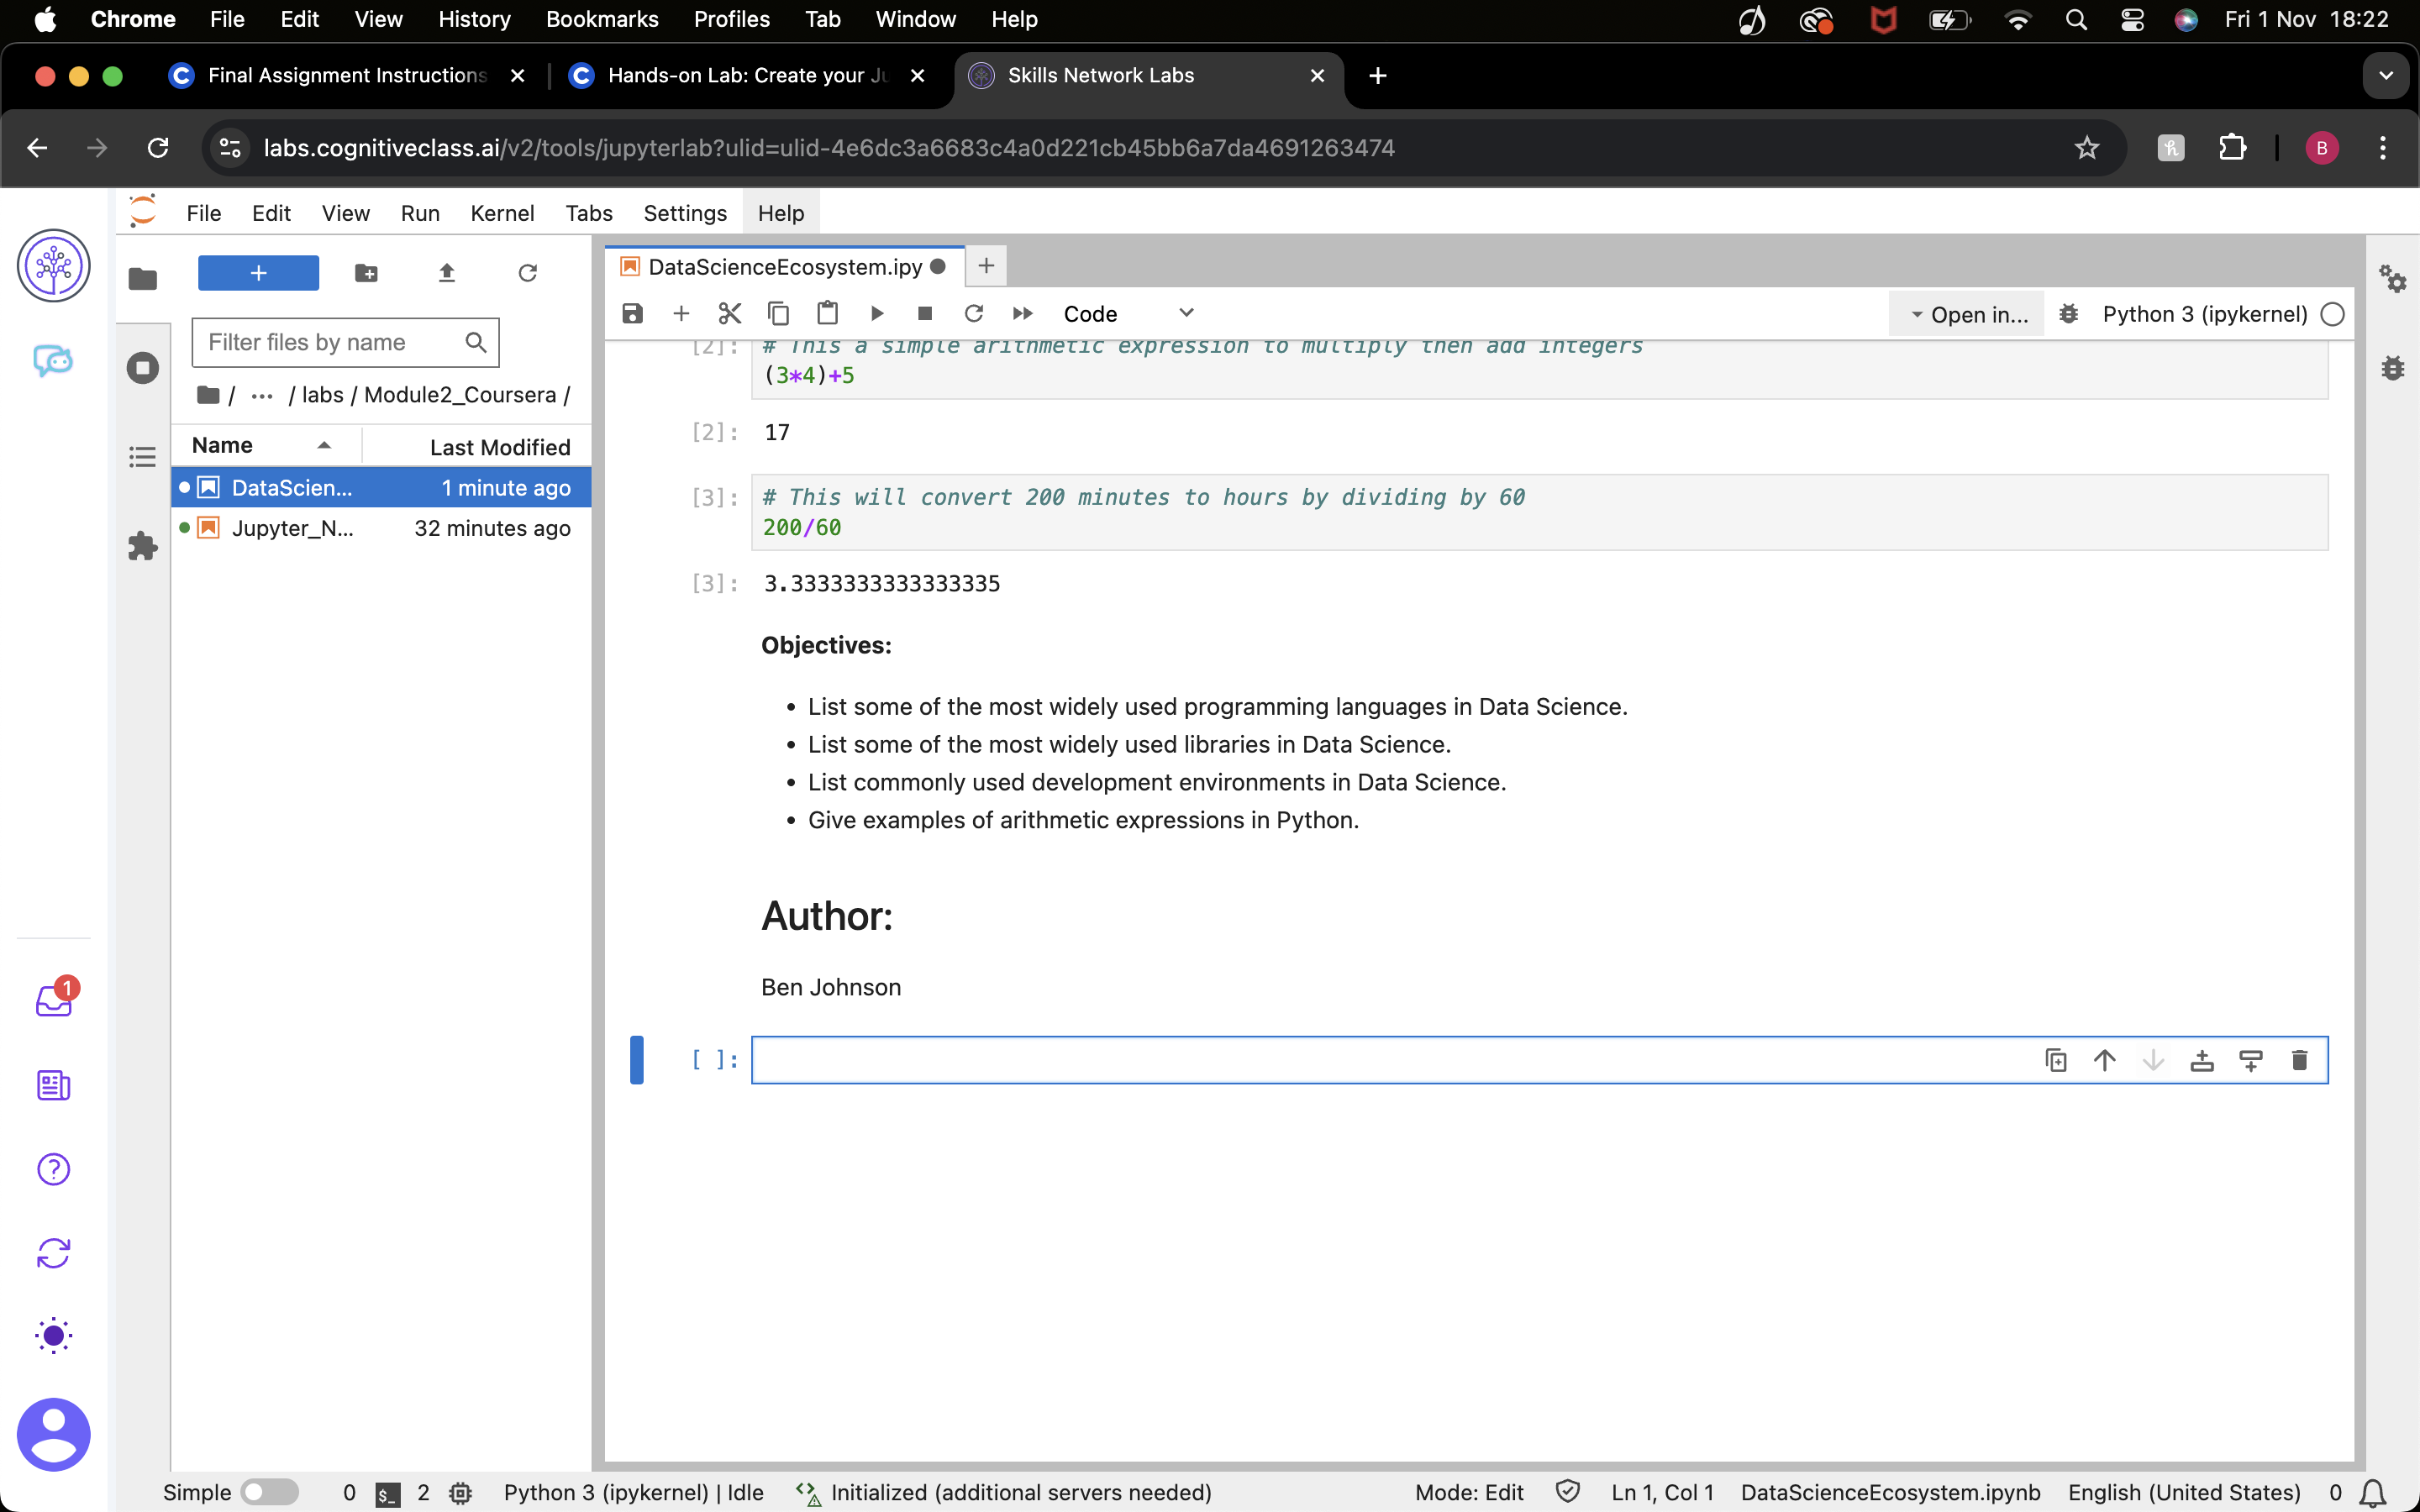 Chrome File Edit View History Bookmarks Profiles Tab Window Help Fri 1 Nov 18:22
Final Assignment Instructions Hands-on Lab: Create your Ju Skills Network Labs
labs.cognitiveclass.ai/v2/tools/jupyterlab?ulid=ulid-4e6dc3a6683c4a0d221cb45bb6a7da4691263474 B
File Edit View Run Kernel Tabs Settings Help
DataScienceEcosystem.ipy
Code Open in... Python 3 (ipykernel)
Filter files by name
/ ... / labs / Module2_Coursera /
Name Last Modified
DataScien... 1 minute ago
Jupyter_N... 32 minutes ago
[2]: # This a simple arithmetic expression to multiply then add integers
(3*4)+5
[2]: 17
[3]: # This will convert 200 minutes to hours by dividing by 60
200/60
[3]: 3.3333333333333335
Objectives:
• List some of the most widely used programming languages in Data Science.
• List some of the most widely used libraries in Data Science.
• List commonly used development environments in Data Science.
• Give examples of arithmetic expressions in Python.
Author:
Ben Johnson
[ ]:
1
Simple 0 $_ 2 Python 3 (ipykernel) | Idle Initialized (additional servers needed) Mode: Edit Ln 1, Col 1 DataScienceEcosystem.ipynb English (United States) 0